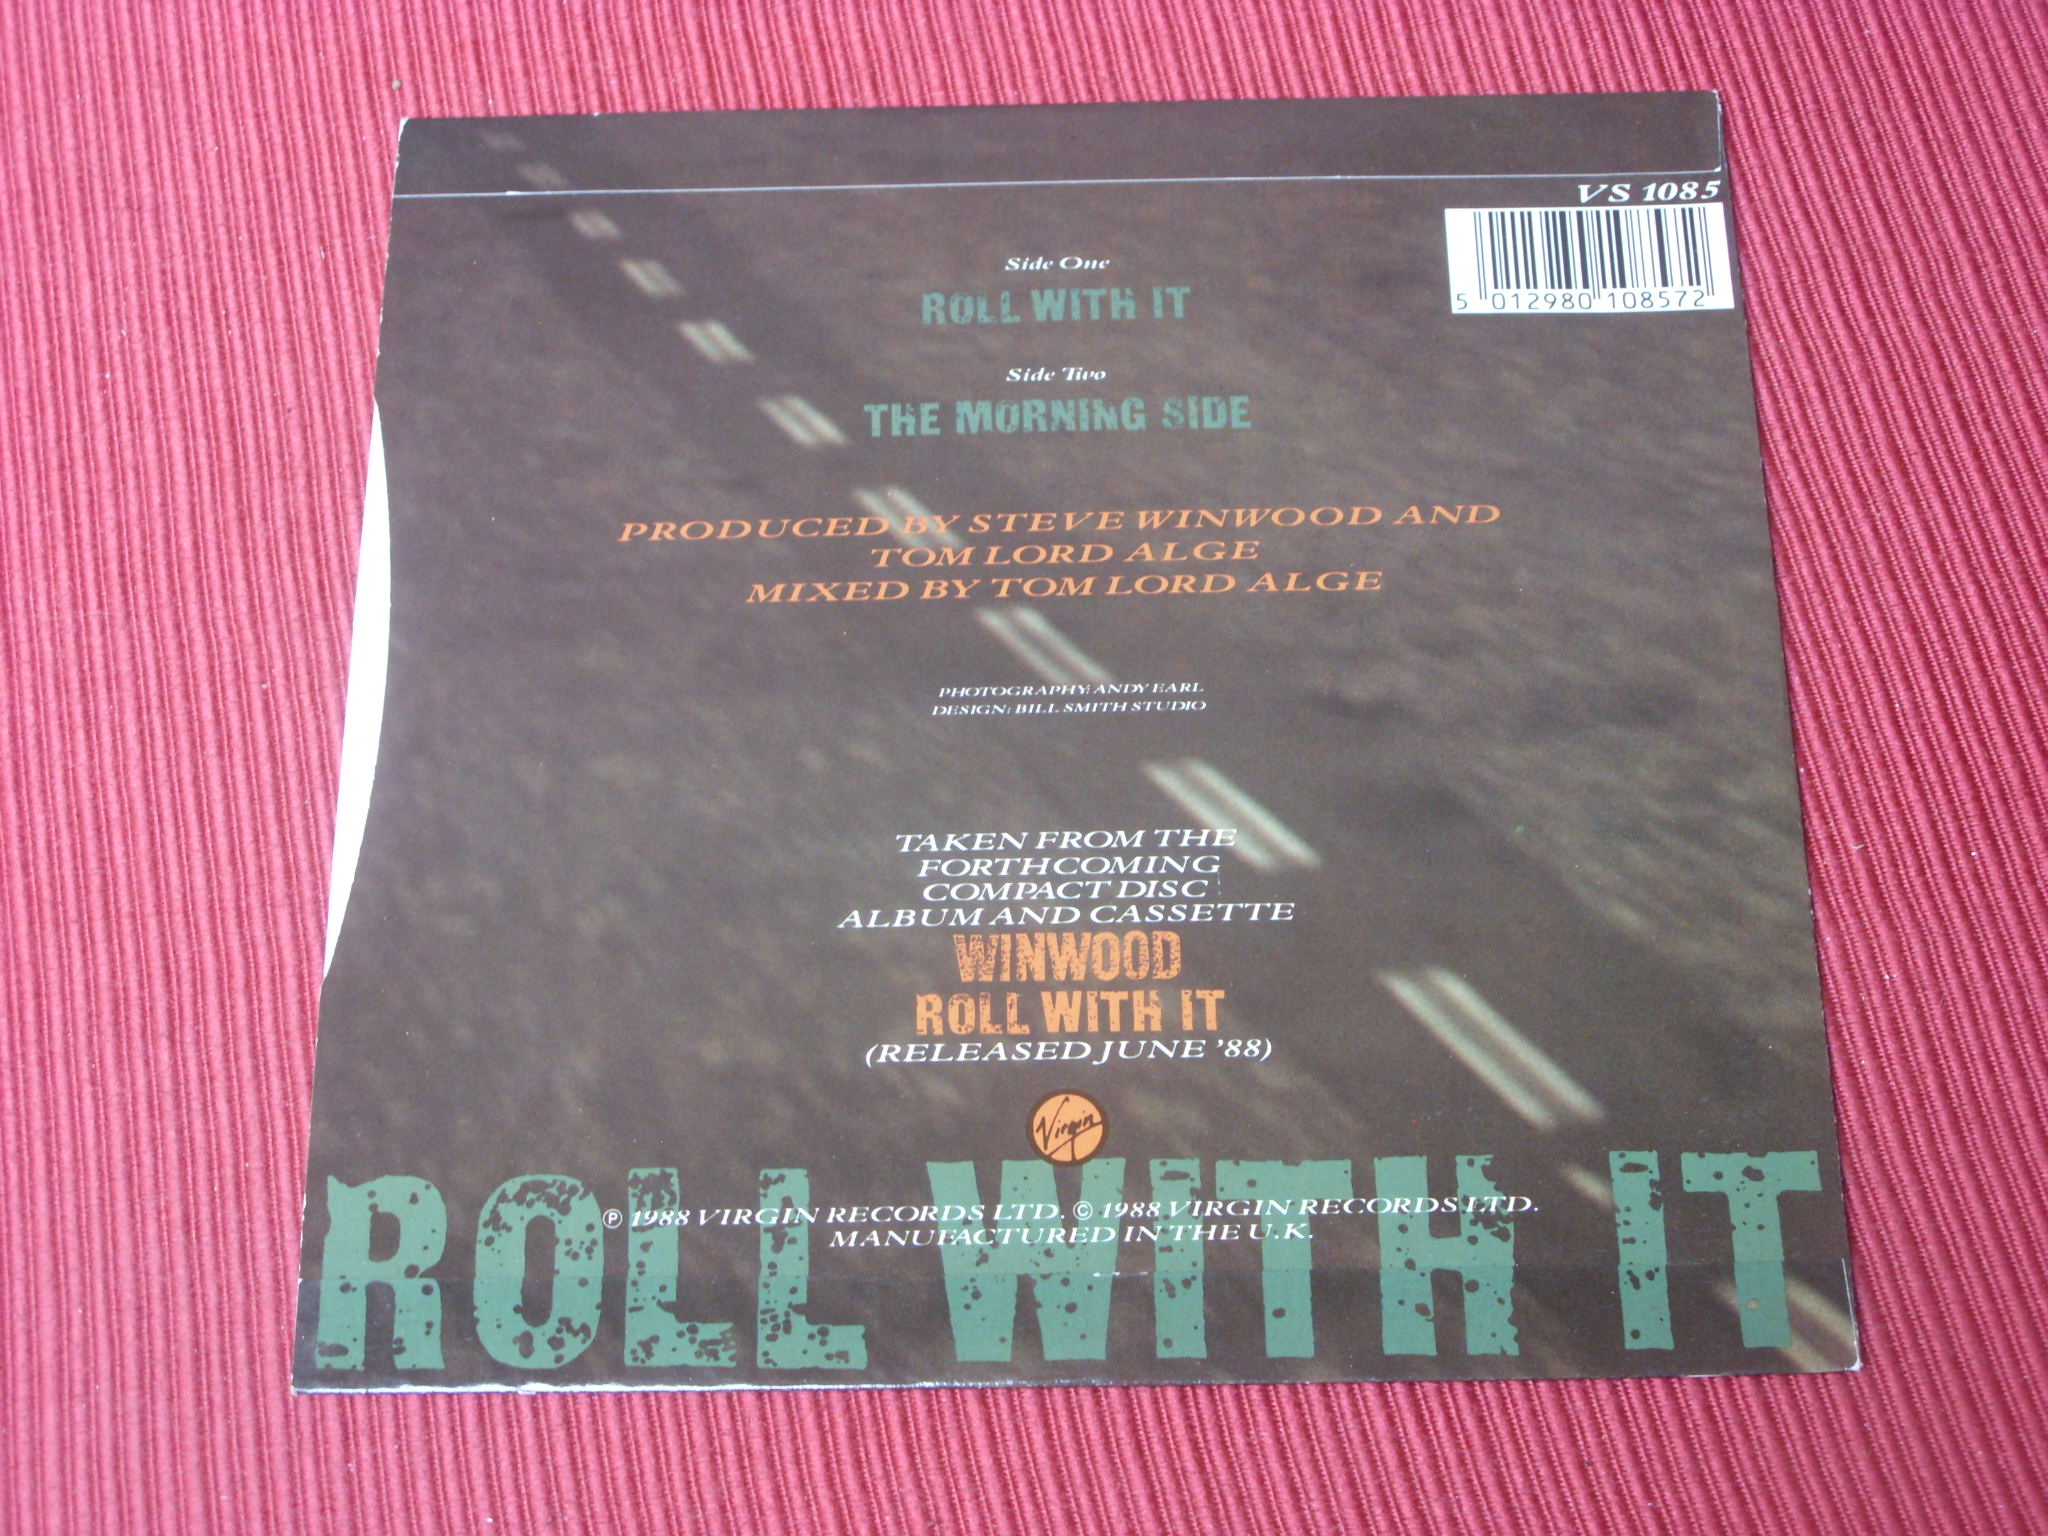 VS 1085
5 012980 108572
Side One
ROLL WITH IT
Side Two
THE MORNING SIDE
PRODUCED BY STEVE WINWOOD AND
TOM LORD ALGE
MIXED BY TOM LORD ALGE
PHOTOGRAPHY: ANDY EARL
DESIGN: BILL SMITH STUDIO
TAKEN FROM THE
FORTHCOMING
COMPACT DISC
ALBUM AND CASSETTE
WINWOOD
ROLL WITH IT
(RELEASED JUNE '88)
Virgin
ROLL WITH IT
℗ 1988 VIRGIN RECORDS LTD. © 1988 VIRGIN RECORDS LTD.
MANUFACTURED IN THE U.K.